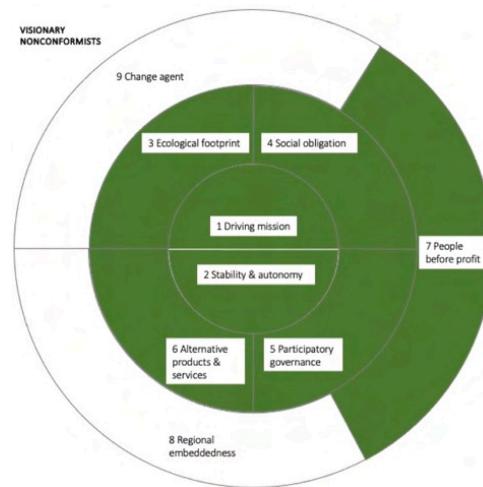 VISIONARY
NONCONFORMISTS
9 Change agent
3 Ecological footprint
4 Social obligation
1 Driving mission
7 People
before profit
2 Stability & autonomy
6 Alternative
products &
services
5 Participatory
governance
8 Regional
embeddedness